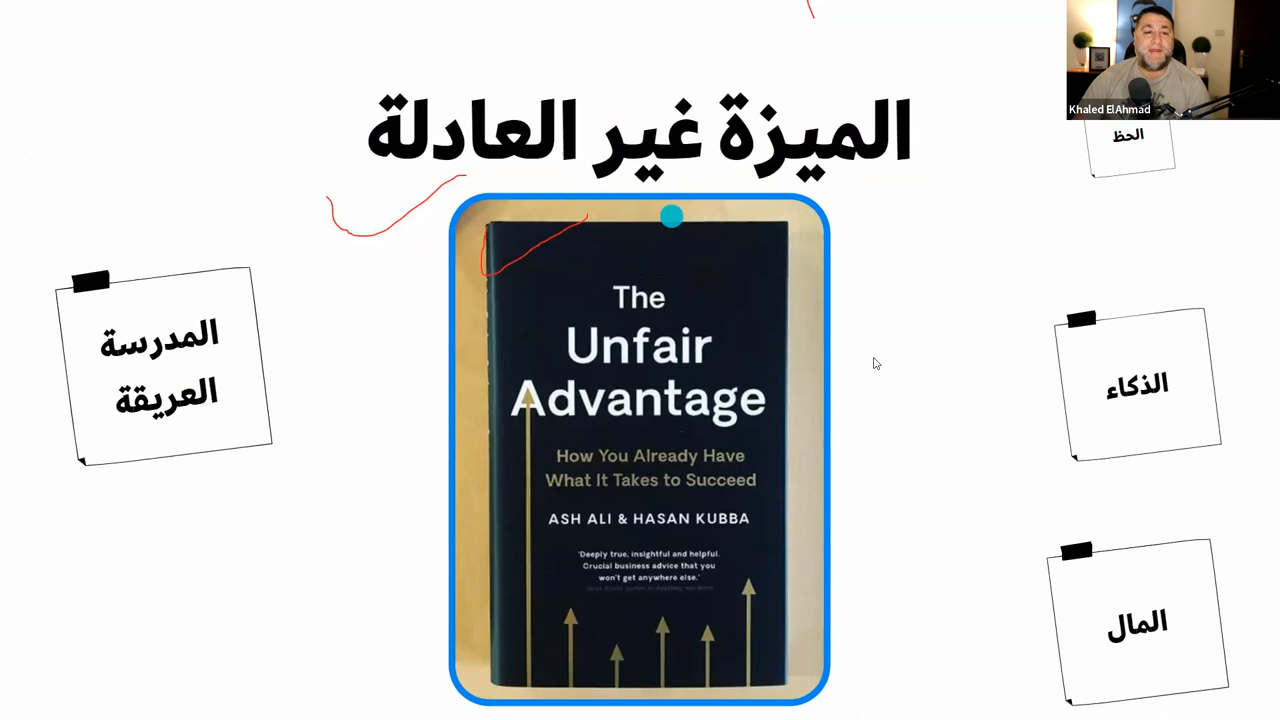 الميزة غير العادلة
Khaled ElAhmad
الحظ
المدرسة
العريقة
The
Unfair
Advantage
How You Already Have
What It Takes to Succeed
ASH ALI & HASAN KUBBA
'Deeply true, insightful and helpful.
Crucial business advice that you
won't get anywhere else.'
الذكاء
المال